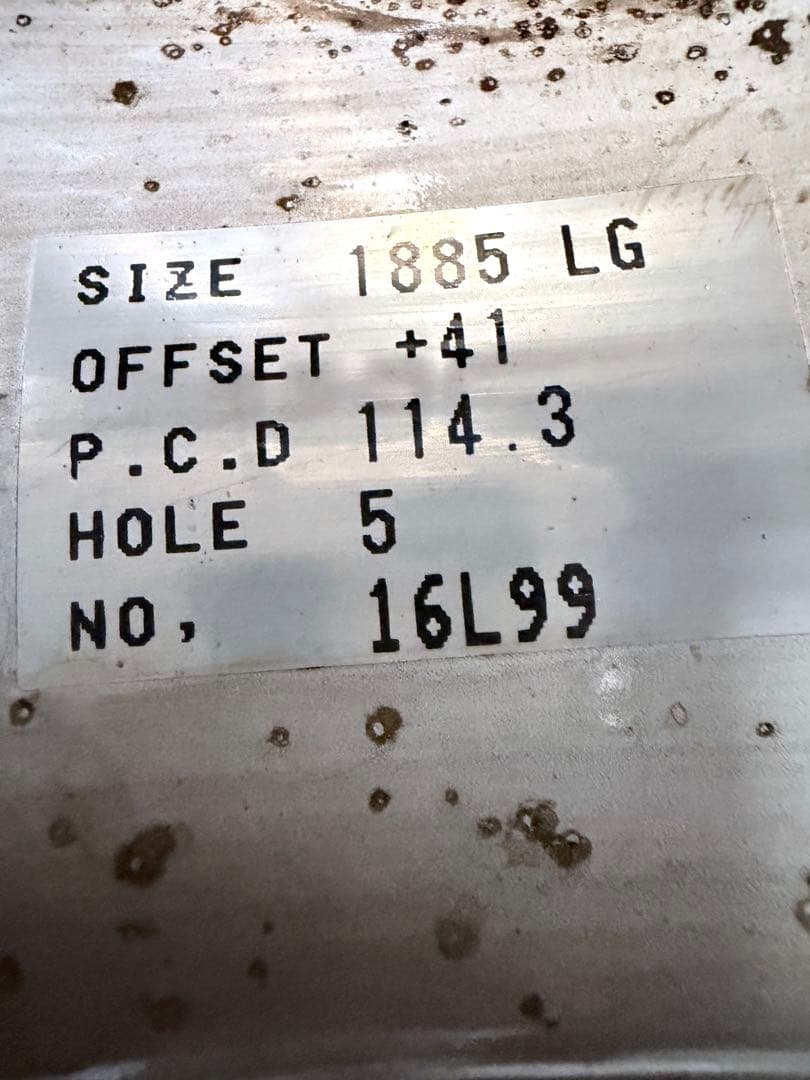 SIZE 1885 LG
OFFSET +41
P.C.D 114.3
HOLE 5
NO, 16L99